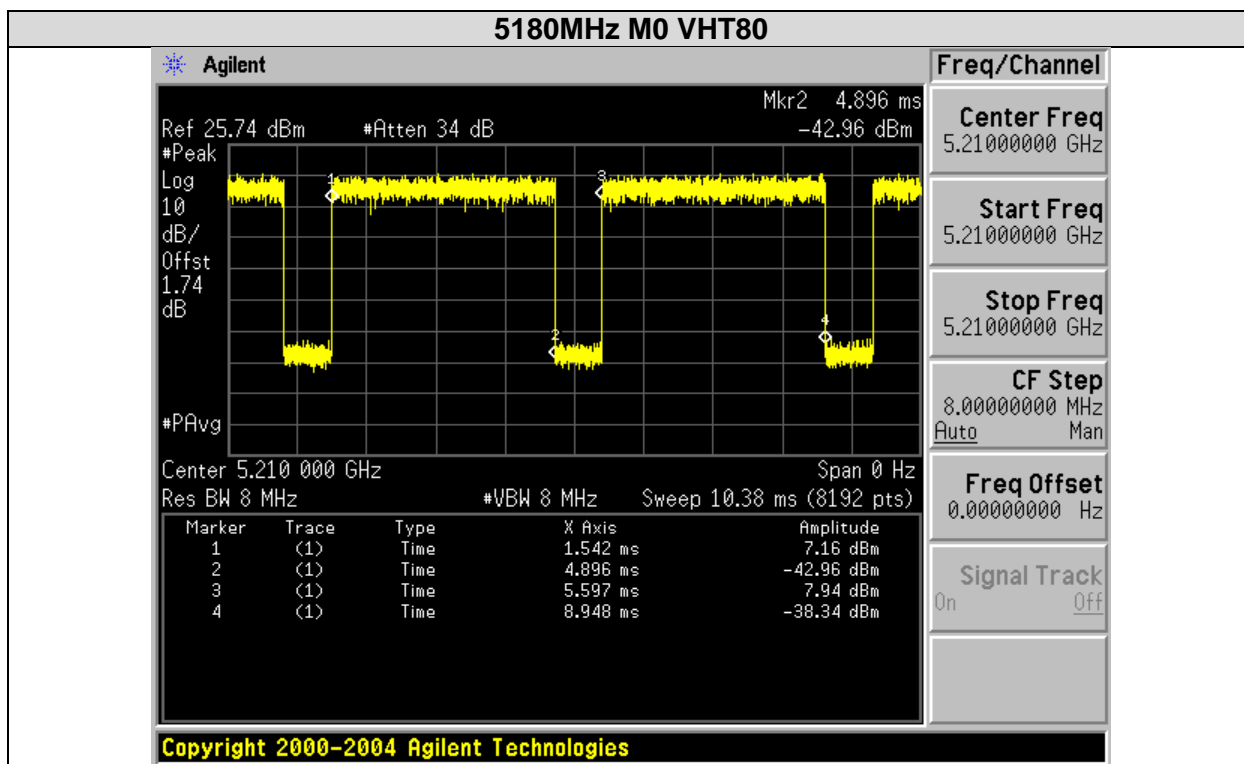 5180MHz M0 VHT80
Agilent
Freq/Channel
Mkr2 4.896 ms
Ref 25.74 dBm #Atten 34 dB -42.96 dBm
#Peak
Log
10
dB/
Offst
1.74
dB
#PAvg
1
3
2
4
Center 5.210 000 GHz Span 0 Hz
Res BW 8 MHz #VBW 8 MHz Sweep 10.38 ms (8192 pts)
Marker Trace Type X Axis Amplitude
1 (1) Time 1.542 ms 7.16 dBm
2 (1) Time 4.896 ms -42.96 dBm
3 (1) Time 5.597 ms 7.94 dBm
4 (1) Time 8.948 ms -38.34 dBm
Center Freq
5.21000000 GHz
Start Freq
5.21000000 GHz
Stop Freq
5.21000000 GHz
CF Step
8.00000000 MHz
Auto Man
Freq Offset
0.00000000 Hz
Signal Track
On Off
Copyright 2000-2004 Agilent Technologies